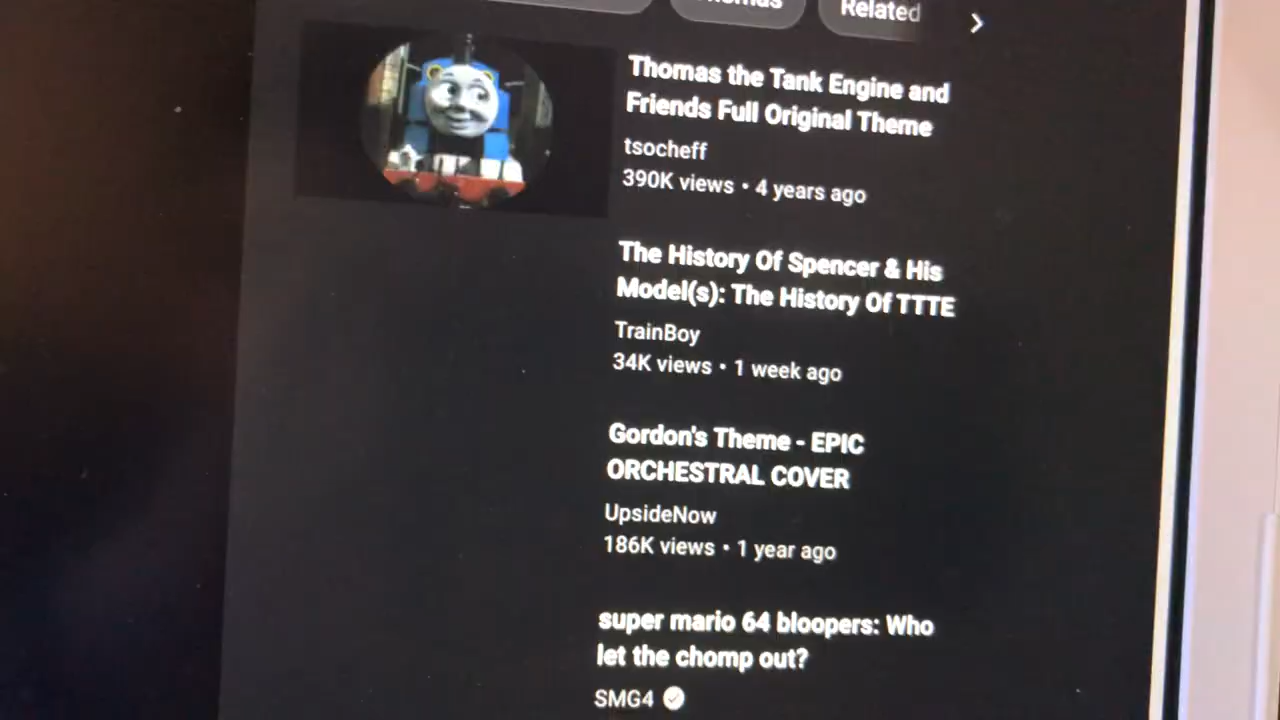 Related
Thomas the Tank Engine and
Friends Full Original Theme
tsocheff
390K views • 4 years ago
The History Of Spencer & His
Model(s): The History Of TTTE
TrainBoy
34K views • 1 week ago
Gordon's Theme - EPIC
ORCHESTRAL COVER
UpsideNow
186K views • 1 year ago
super mario 64 bloopers: Who
let the chomp out?
SMG4